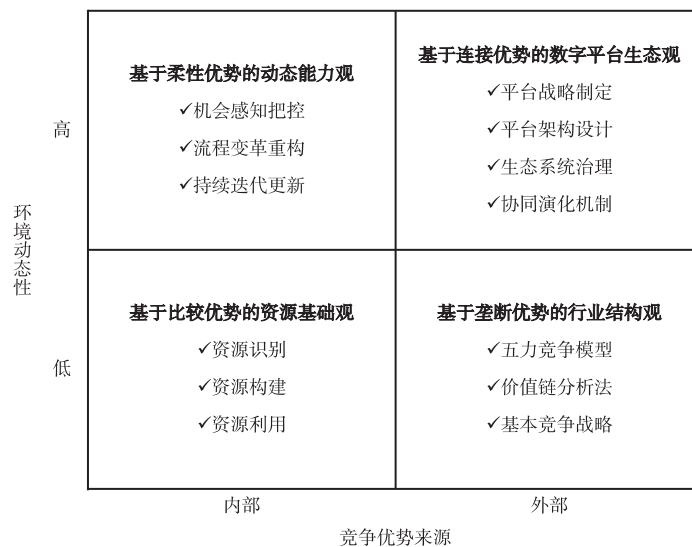 基于柔性优势的动态能力观
✓机会感知把控
✓流程变革重构
✓持续迭代更新
基于连接优势的数字平台生态观
✓平台战略制定
✓平台架构设计
✓生态系统治理
✓协同演化机制
高
环境动态性
基于比较优势的资源基础观
✓资源识别
✓资源构建
✓资源利用
基于垄断优势的行业结构观
✓五力竞争模型
✓价值链分析法
✓基本竞争战略
低
内部
外部
竞争优势来源